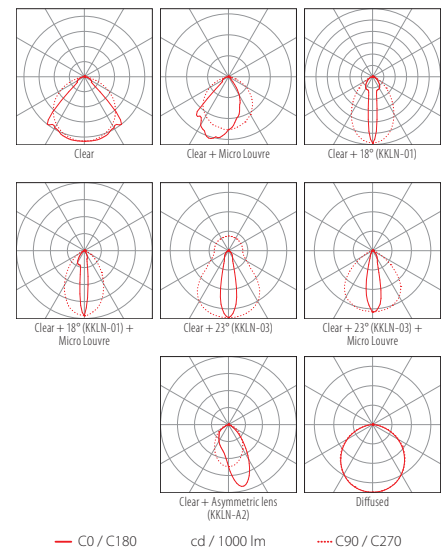 Clear
Clear + Micro Louvre
Clear + 18° (KKLN-01)
Clear + 18° (KKLN-01) +
Micro Louvre
Clear + 23° (KKLN-03)
Clear + 23° (KKLN-03) +
Micro Louvre
Clear + Asymmetric lens
(KKLN-A2)
Diffused
C0 / C180 cd / 1000 lm C90 / C270